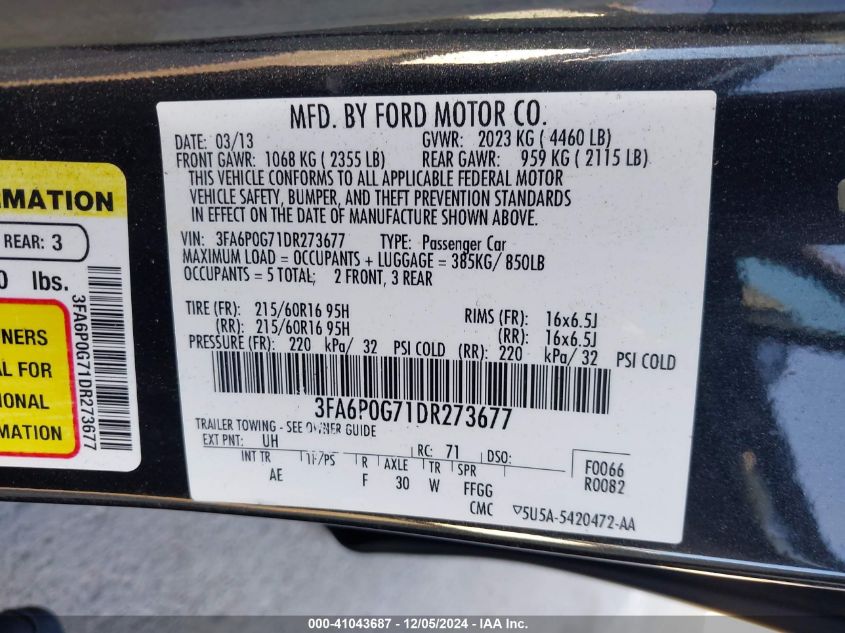 MFD. BY FORD MOTOR CO.
DATE: 03/13 GVWR: 2023 KG ( 4460 LB)
FRONT GAWR: 1068 KG ( 2355 LB) REAR GAWR: 959 KG ( 2115 LB)
THIS VEHICLE CONFORMS TO ALL APPLICABLE FEDERAL MOTOR
VEHICLE SAFETY, BUMPER, AND THEFT PREVENTION STANDARDS
IN EFFECT ON THE DATE OF MANUFACTURE SHOWN ABOVE.
VIN: 3FA6P0G71DR273677 TYPE: Passenger Car
MAXIMUM LOAD = OCCUPANTS + LUGGAGE = 385KG/ 850LB
OCCUPANTS = 5 TOTAL; 2 FRONT, 3 REAR
TIRE (FR): 215/60R16 95H RIMS (FR): 16x6.5J
(RR): 215/60R16 95H (RR): 16x6.5J
PRESSURE (FR): 220 kPa/ 32 PSI COLD (RR): 220 kPa/ 32 PSI COLD
3FA6P0G71DR273677
TRAILER TOWING - SEE OWNER GUIDE
EXT PNT: UH RC: 71 DSO: F0066
INT TR TP/PS R AXLE TR SPR R0082
AE F 30 W FFGG
CMC 5U5A-5420472-AA
RMATION
REAR: 3
0 lbs.
3FA6P0G71DR273677
NERS
AL FOR
IONAL
RMATION
000-41043687 - 12/05/2024 - IAA Inc.